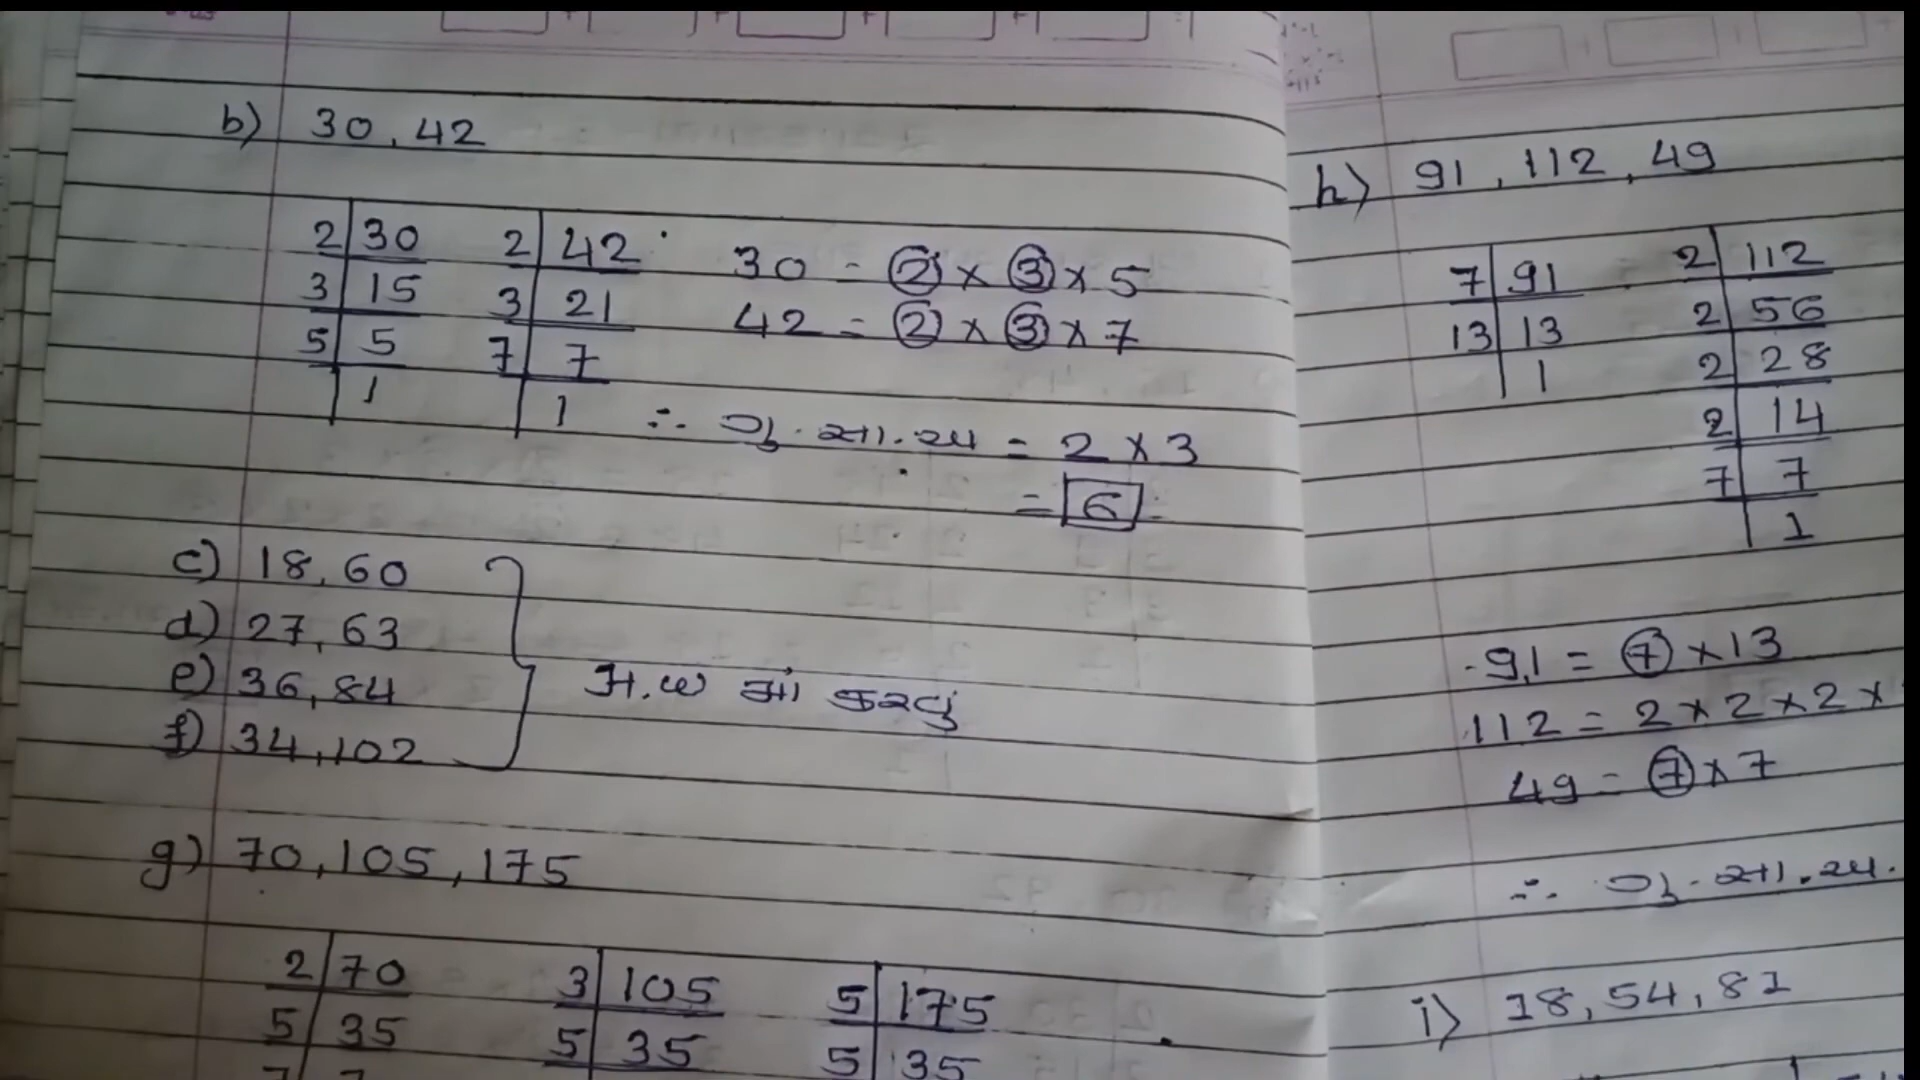 b) 30, 42
2 | 30
3 | 15
5 | 5
1
2 | 42
3 | 21
7 | 7
1
30 = 2 × 3 × 5
42 = 2 × 3 × 7
∴ ગુ. સા. અ = 2 × 3
= 6
c) 18, 60
d) 27, 63
e) 36, 84
f) 34, 102
જાતે કરવું
g) 70, 105, 175
2 | 70
5 | 35
3 | 105
5 | 35
5 | 175
5 | 35
h) 91, 112, 49
7 | 91
13 | 13
1
2 | 112
2 | 56
2 | 28
2 | 14
7 | 7
1
91 = 7 × 13
112 = 2 × 2 × 2 ×
49 = 7 × 7
∴ ગુ. સા. અ.
i) 18, 54, 81